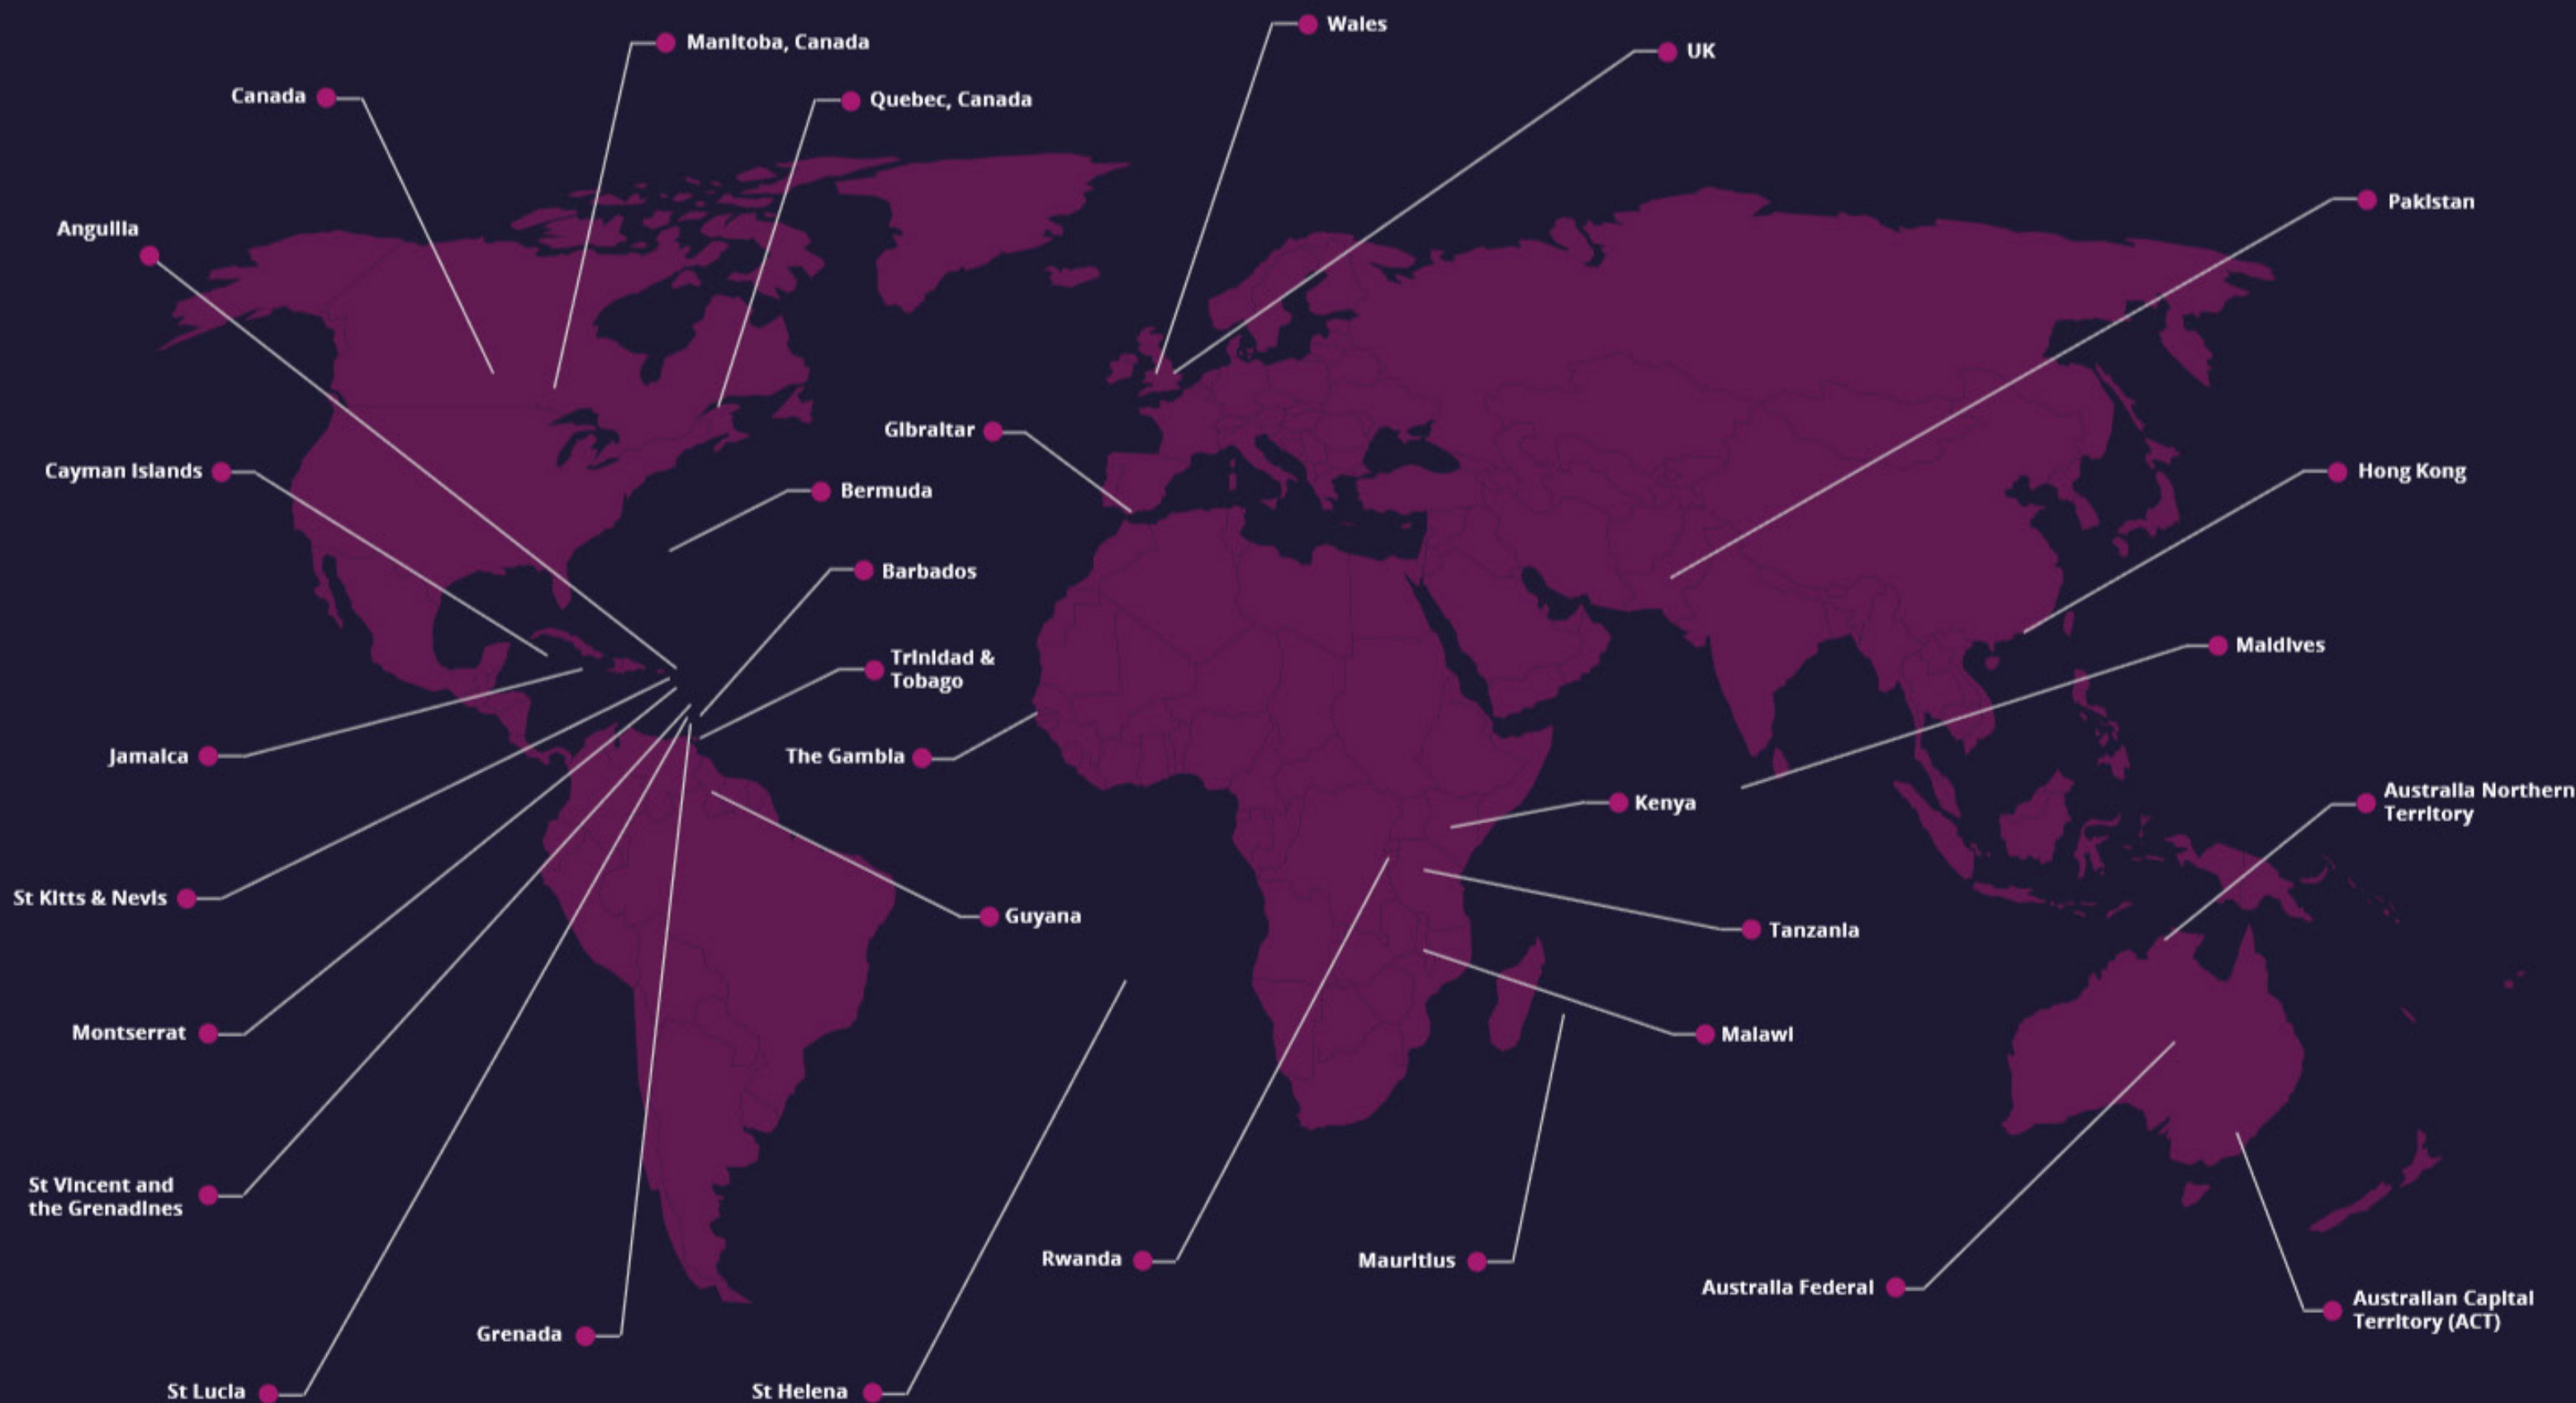 Wales
Manitoba, Canada
UK
Canada
Quebec, Canada
Pakistan
Anguilla
Gibraltar
Cayman Islands
Hong Kong
Bermuda
Barbados
Maldives
Trinidad &
Tobago
Jamaica
The Gambia
Australia Northern
Territory
Kenya
St Kitts & Nevis
Guyana
Tanzania
Montserrat
Malawi
St Vincent and
the Grenadines
Rwanda
Mauritius
Australia Federal
Australian Capital
Territory (ACT)
Grenada
St Lucia
St Helena